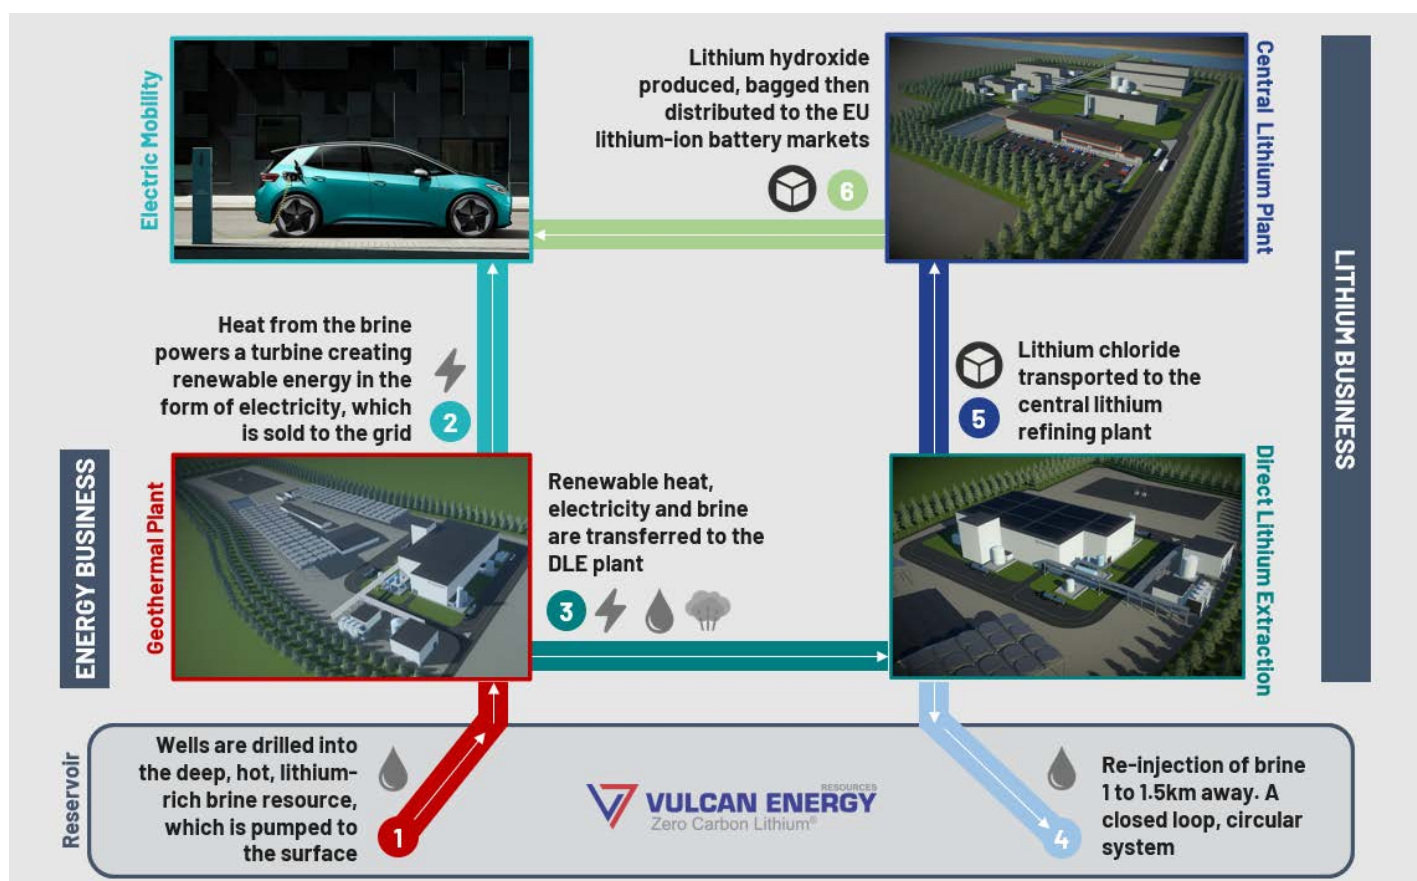 Electric Mobility
Lithium hydroxide
produced, bagged then
distributed to the EU
lithium-ion battery markets
6
Central Lithium Plant
LITHIUM BUSINESS
Heat from the brine
powers a turbine creating
renewable energy in the
form of electricity, which
is sold to the grid
2
Lithium chloride
transported to the
central lithium
refining plant
5
ENERGY BUSINESS
Geothermal Plant
Renewable heat,
electricity and brine
are transferred to the
DLE plant
3
Direct Lithium Extraction
Reservoir
Wells are drilled into
the deep, hot, lithium-
rich brine resource,
which is pumped to
the surface
1
RESOURCES
VULCAN ENERGY
Zero Carbon Lithium®
Re-injection of brine
1 to 1.5km away. A
closed loop, circular
system
4